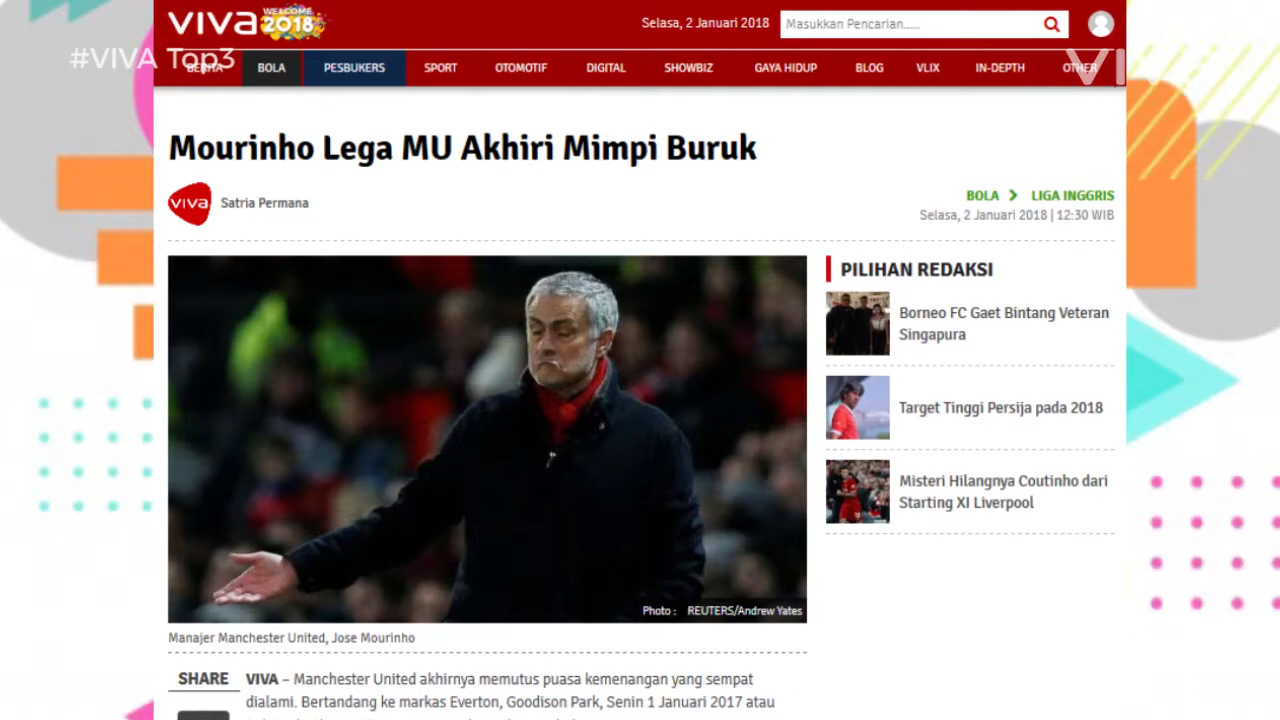 VIVA WELCOME 2018
Selasa, 2 Januari 2018
Masukkan Pencarian.....
#VIVA Top3
BERITA BOLA PESBUKERS SPORT OTOMOTIF DIGITAL SHOWBIZ GAYA HIDUP BLOG VLIX IN-DEPTH OTHER
Mourinho Lega MU Akhiri Mimpi Buruk
VIVA Satria Permana
BOLA > LIGA INGGRIS
Selasa, 2 Januari 2018 | 12:30 WIB
Photo : REUTERS/Andrew Yates
Manajer Manchester United, Jose Mourinho
PILIHAN REDAKSI
Borneo FC Gaet Bintang Veteran
Singapura
Target Tinggi Persija pada 2018
Misteri Hilangnya Coutinho dari
Starting XI Liverpool
SHARE
VIVA – Manchester United akhirnya memutus puasa kemenangan yang sempat
dialami. Bertandang ke markas Everton, Goodison Park, Senin 1 Januari 2017 atau